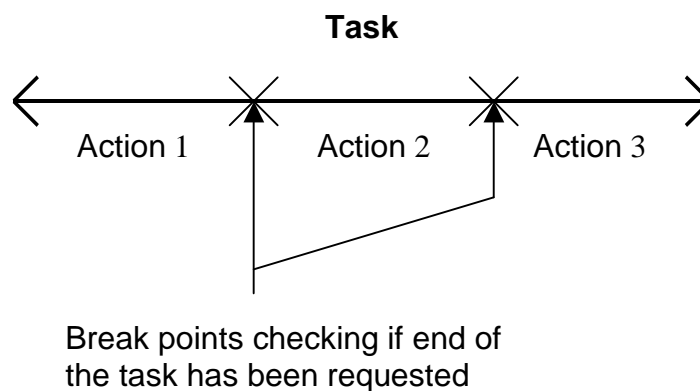 Task
Action 1 Action 2 Action 3
Break points checking if end of
the task has been requested